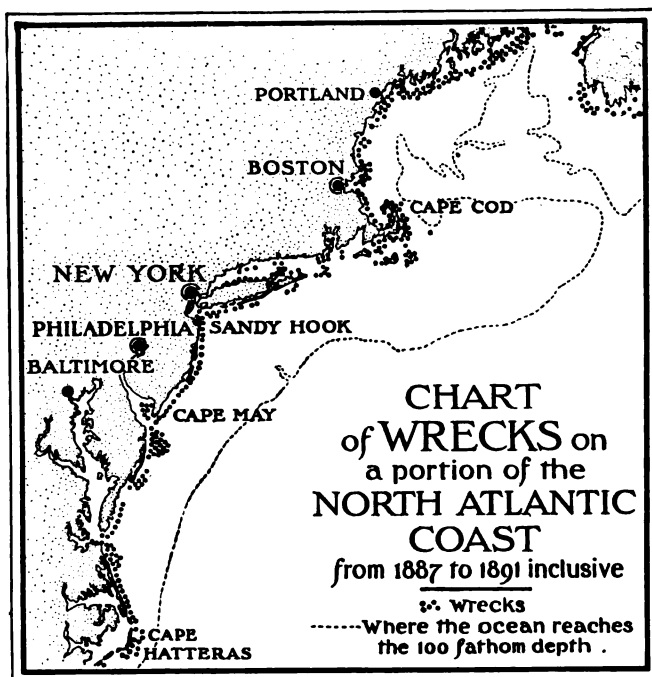 PORTLAND
BOSTON
CAPE COD
NEW YORK
PHILADELPHIA
SANDY HOOK
BALTIMORE
CAPE MAY
CHART
of WRECKS on
a portion of the
NORTH ATLANTIC
COAST
from 1887 to 1891 inclusive
wrecks
Where the ocean reaches
the 100 fathom depth .
CAPE
HATTERAS